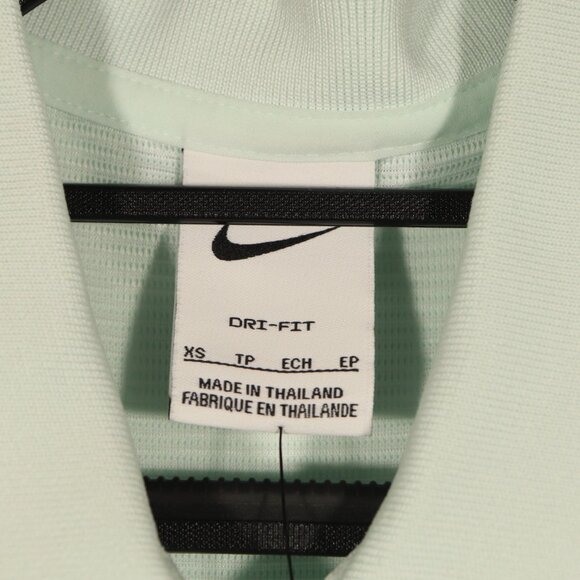 DRI-FIT
XS TP ECH EP
MADE IN THAILAND
FABRIQUE EN THAILANDE